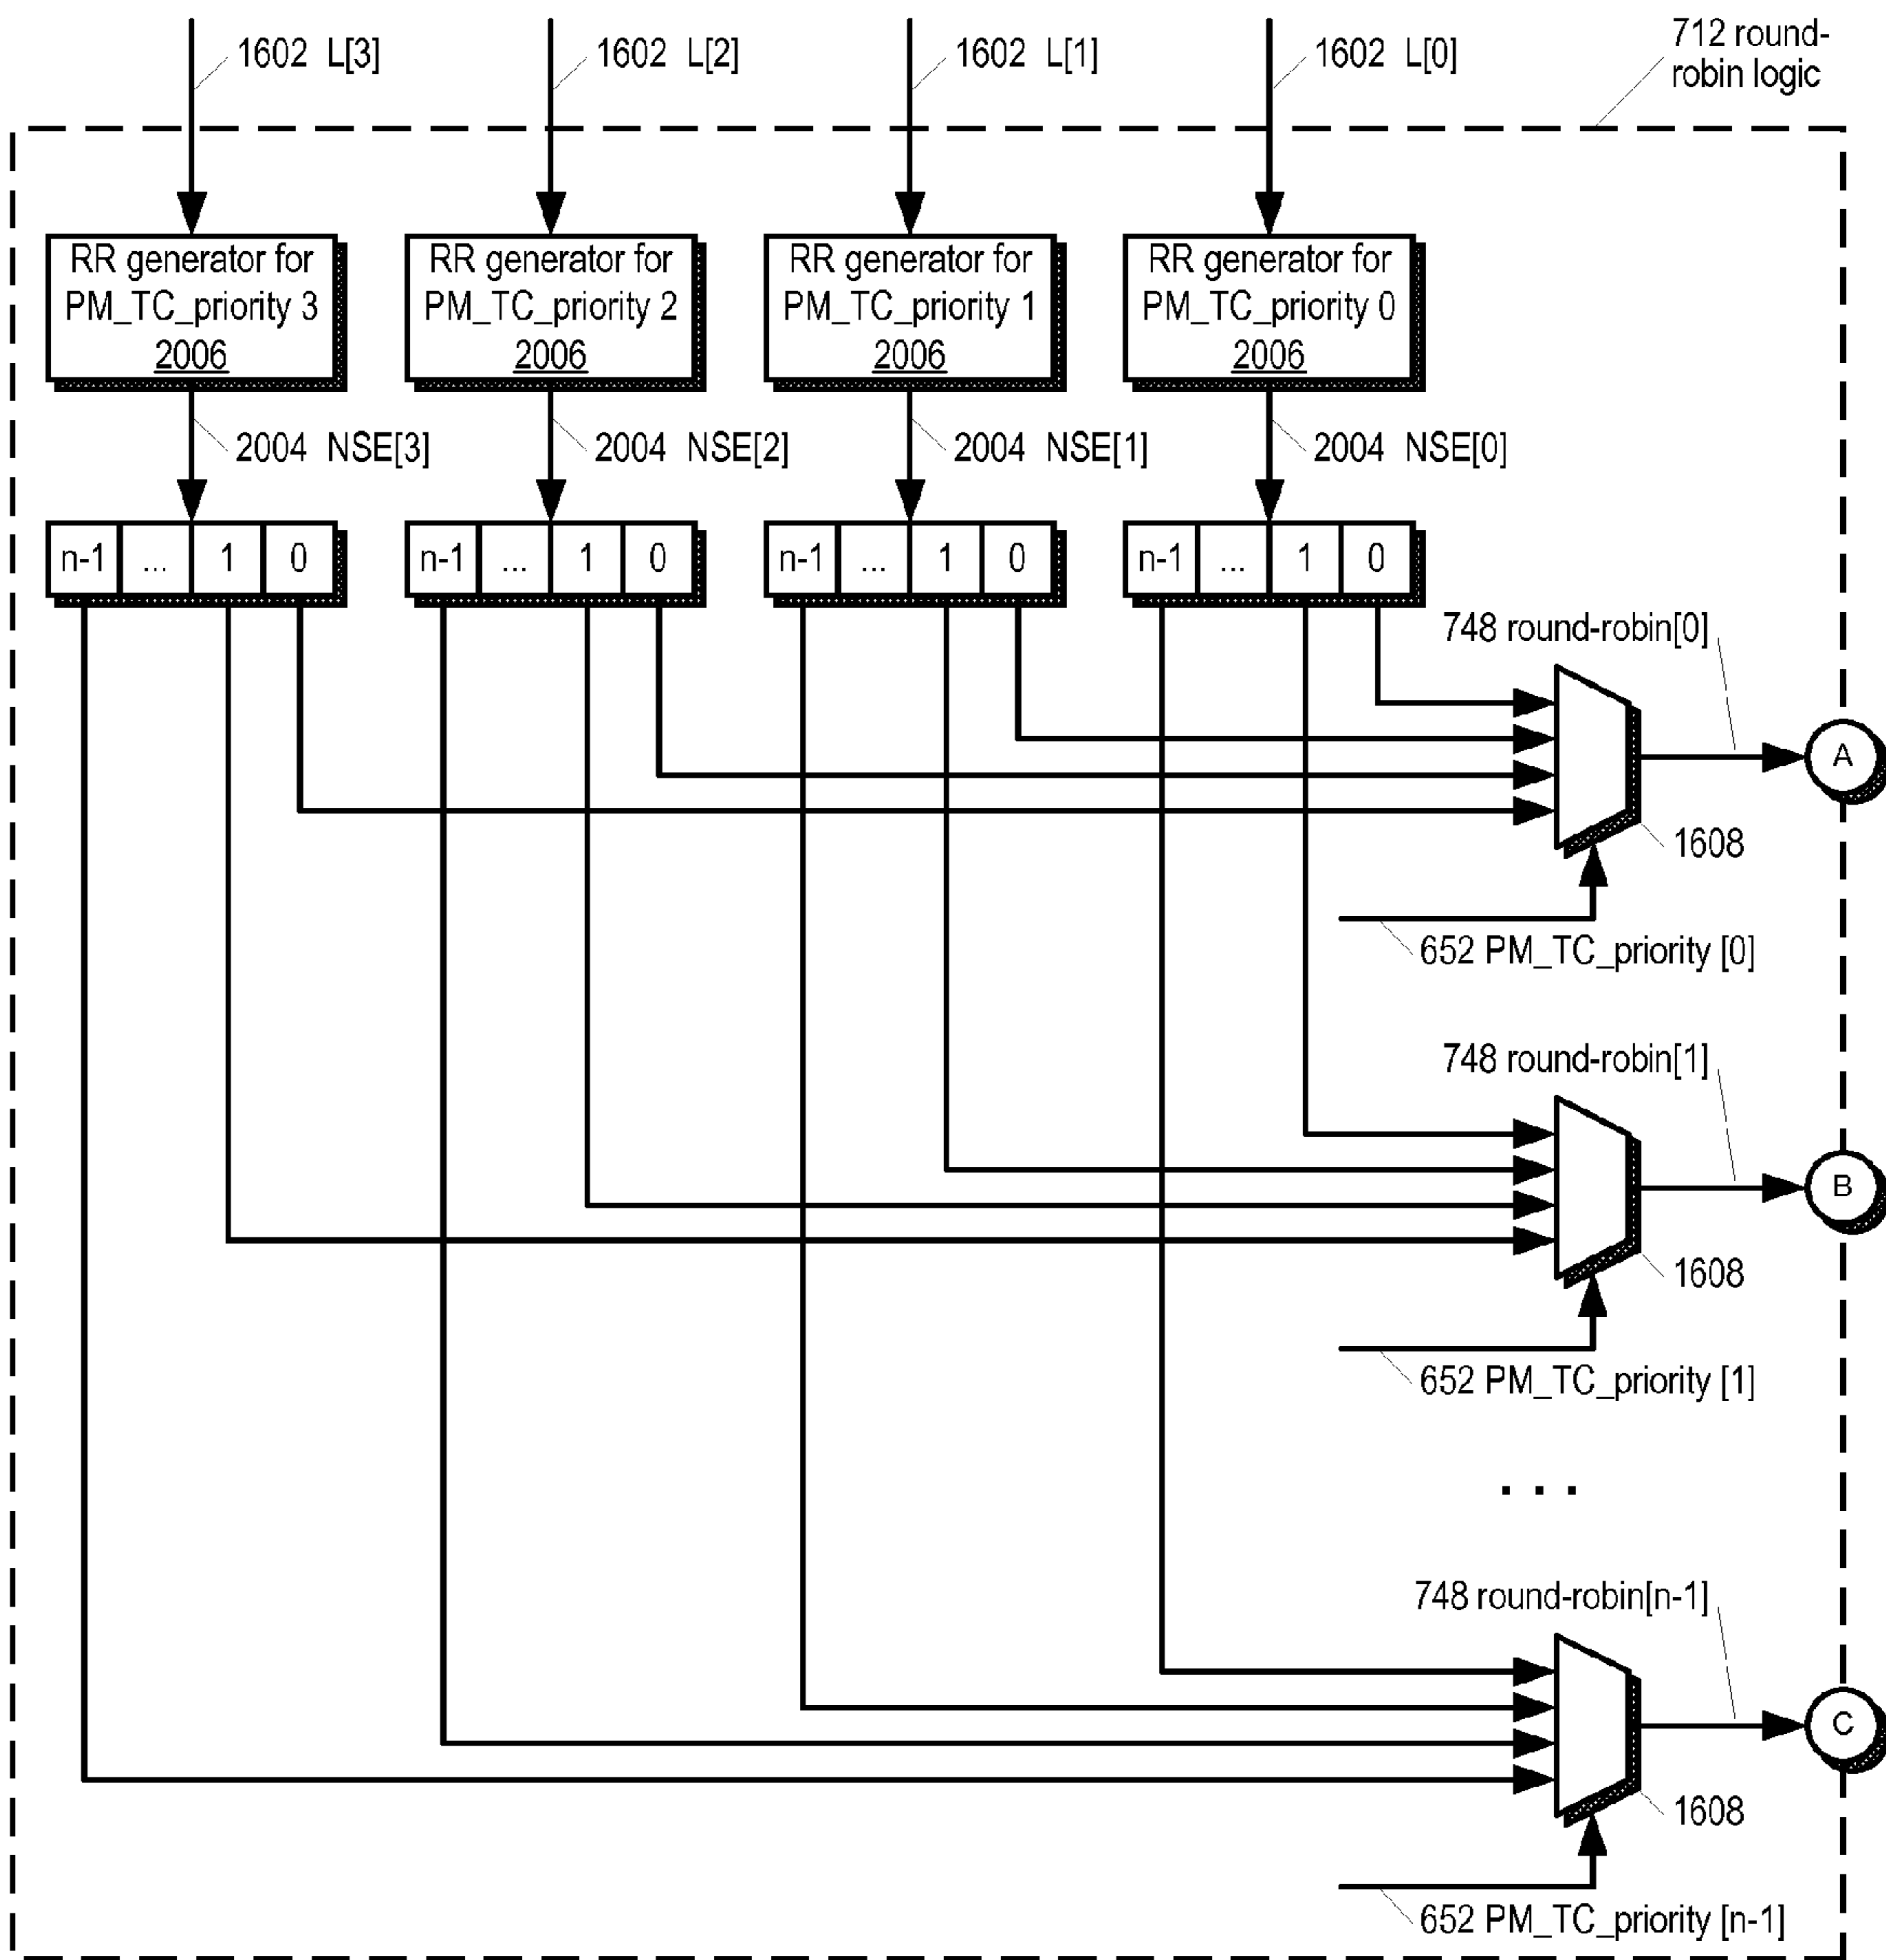 1602 L[3]
1602 L[2]
1602 L[1]
1602 L[0]
712 round-
robin logic
RR generator for
PM_TC_priority 3
2006
RR generator for
PM_TC_priority 2
2006
RR generator for
PM_TC_priority 1
2006
RR generator for
PM_TC_priority 0
2006
2004 NSE[3]
2004 NSE[2]
2004 NSE[1]
2004 NSE[0]
n-1 ... 1 0
n-1 ... 1 0
n-1 ... 1 0
n-1 ... 1 0
748 round-robin[0]
A
1608
652 PM_TC_priority [0]
748 round-robin[1]
B
1608
652 PM_TC_priority [1]
. . .
748 round-robin[n-1]
C
1608
652 PM_TC_priority [n-1]